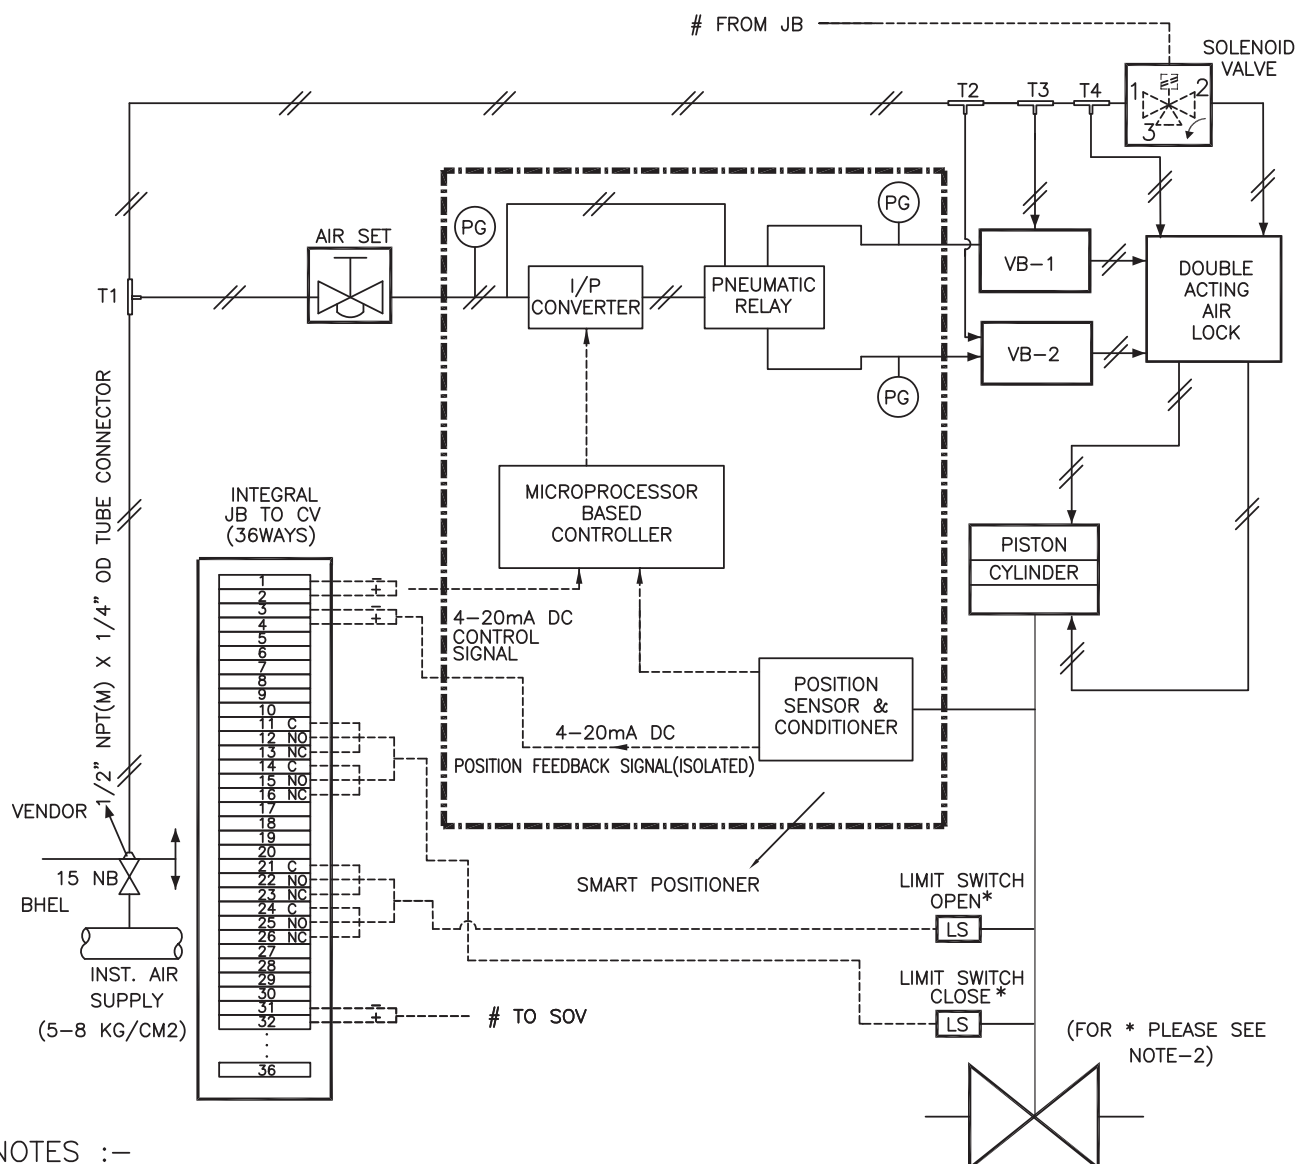 # FROM JB
SOLENOID
VALVE
T2
T3
T4
1
2
3
PG
PG
AIR SET
T1
I/P
CONVERTER
PNEUMATIC
RELAY
VB-1
VB-2
DOUBLE
ACTING
AIR
LOCK
PG
1/2" NPT(M) X 1/4" OD TUBE CONNECTOR
MICROPROCESSOR
BASED
CONTROLLER
INTEGRAL
JB TO CV
(36WAYS)
PISTON
CYLINDER
1 -
2 +
3 -
4 +
5
6
7
8
9
10
11 C
12 NO
13 NC
14 C
15 NO
16 NC
17
18
19
20
21 C
22 NO
23 NC
24 C
25 NO
26 NC
27
28
29
30
31 -
32 +
36
4-20mA DC
CONTROL
SIGNAL
POSITION
SENSOR &
CONDITIONER
4-20mA DC
POSITION FEEDBACK SIGNAL(ISOLATED)
VENDOR
15 NB
BHEL
INST. AIR
SUPPLY
(5-8 KG/CM2)
SMART POSITIONER
LIMIT SWITCH
OPEN*
LS
LIMIT SWITCH
CLOSE*
LS
# TO SOV
(FOR * PLEASE SEE
NOTE-2)
NOTES :-